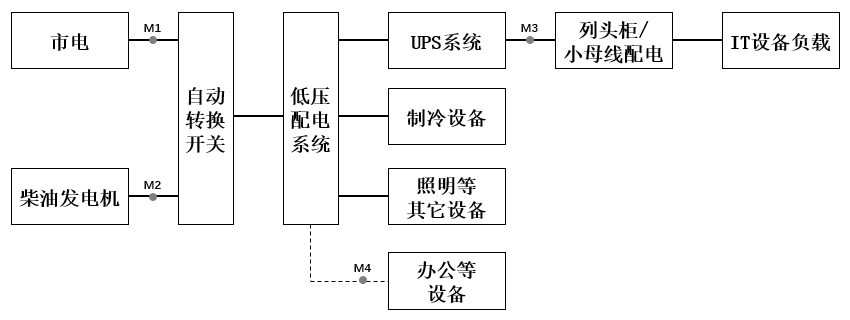 市电
M1
自动
转换
开关
低压
配电
系统
UPS系统
M3
列头柜/
小母线配电
IT设备负载
制冷设备
柴油发电机
M2
照明等
其它设备
M4
办公等
设备